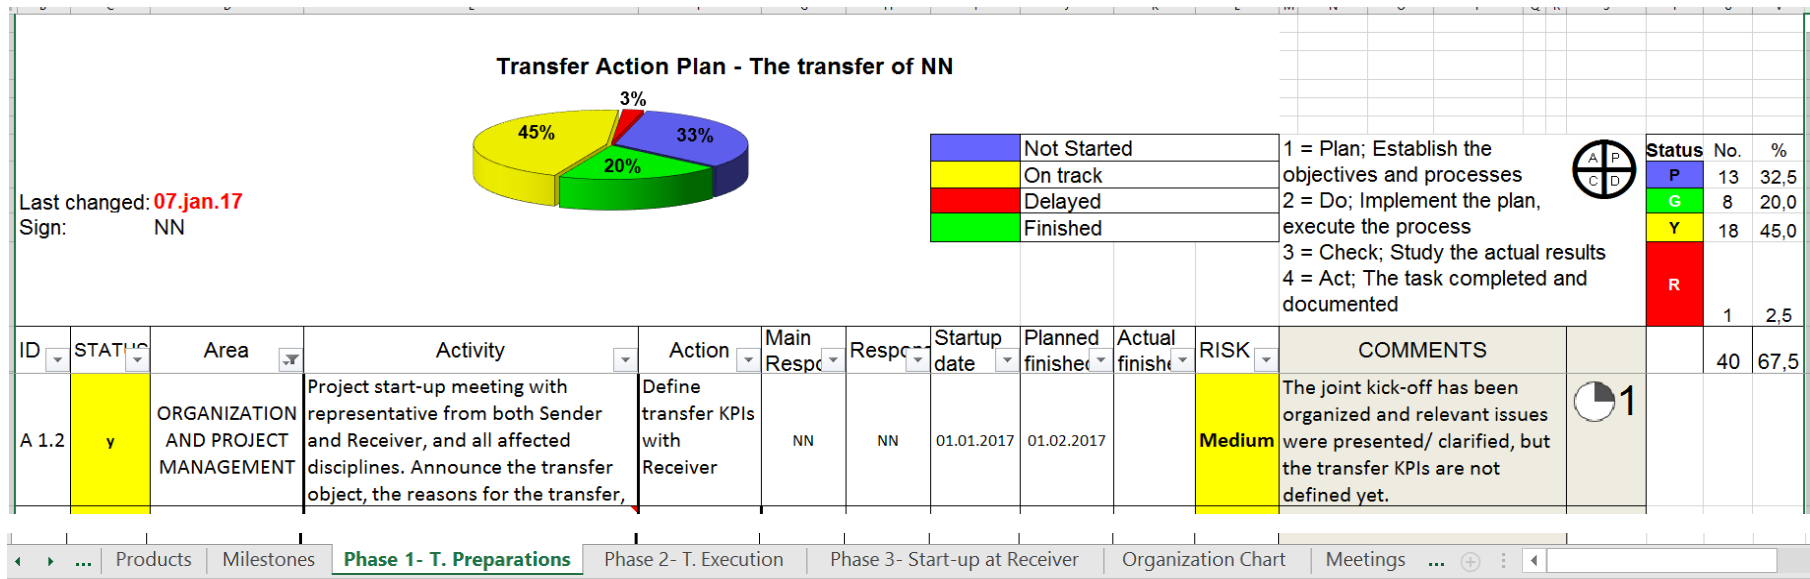 Transfer Action Plan - The transfer of NN
3%
45%
33%
20%
Last changed: 07.jan.17
Sign: NN
Not Started
On track
Delayed
Finished
1 = Plan; Establish the
objectives and processes
2 = Do; Implement the plan,
execute the process
3 = Check; Study the actual results
4 = Act; The task completed and
documented
A P
C D
Status No. %
P 13 32,5
G 8 20,0
Y 18 45,0
R 1 2,5
40 67,5
ID STATUS Area Activity Action Main Respo Respon Startup date Planned finished Actual finishe RISK COMMENTS
A 1.2
y
ORGANIZATION
AND PROJECT
MANAGEMENT
Project start-up meeting with
representative from both Sender
and Receiver, and all affected
disciplines. Announce the transfer
object, the reasons for the transfer,
Define
transfer KPIs
with
Receiver
NN
NN
01.01.2017
01.02.2017
Medium
The joint kick-off has been
organized and relevant issues
were presented/ clarified, but
the transfer KPIs are not
defined yet.
1
... Products Milestones Phase 1- T. Preparations Phase 2- T. Execution Phase 3- Start-up at Receiver Organization Chart Meetings ...